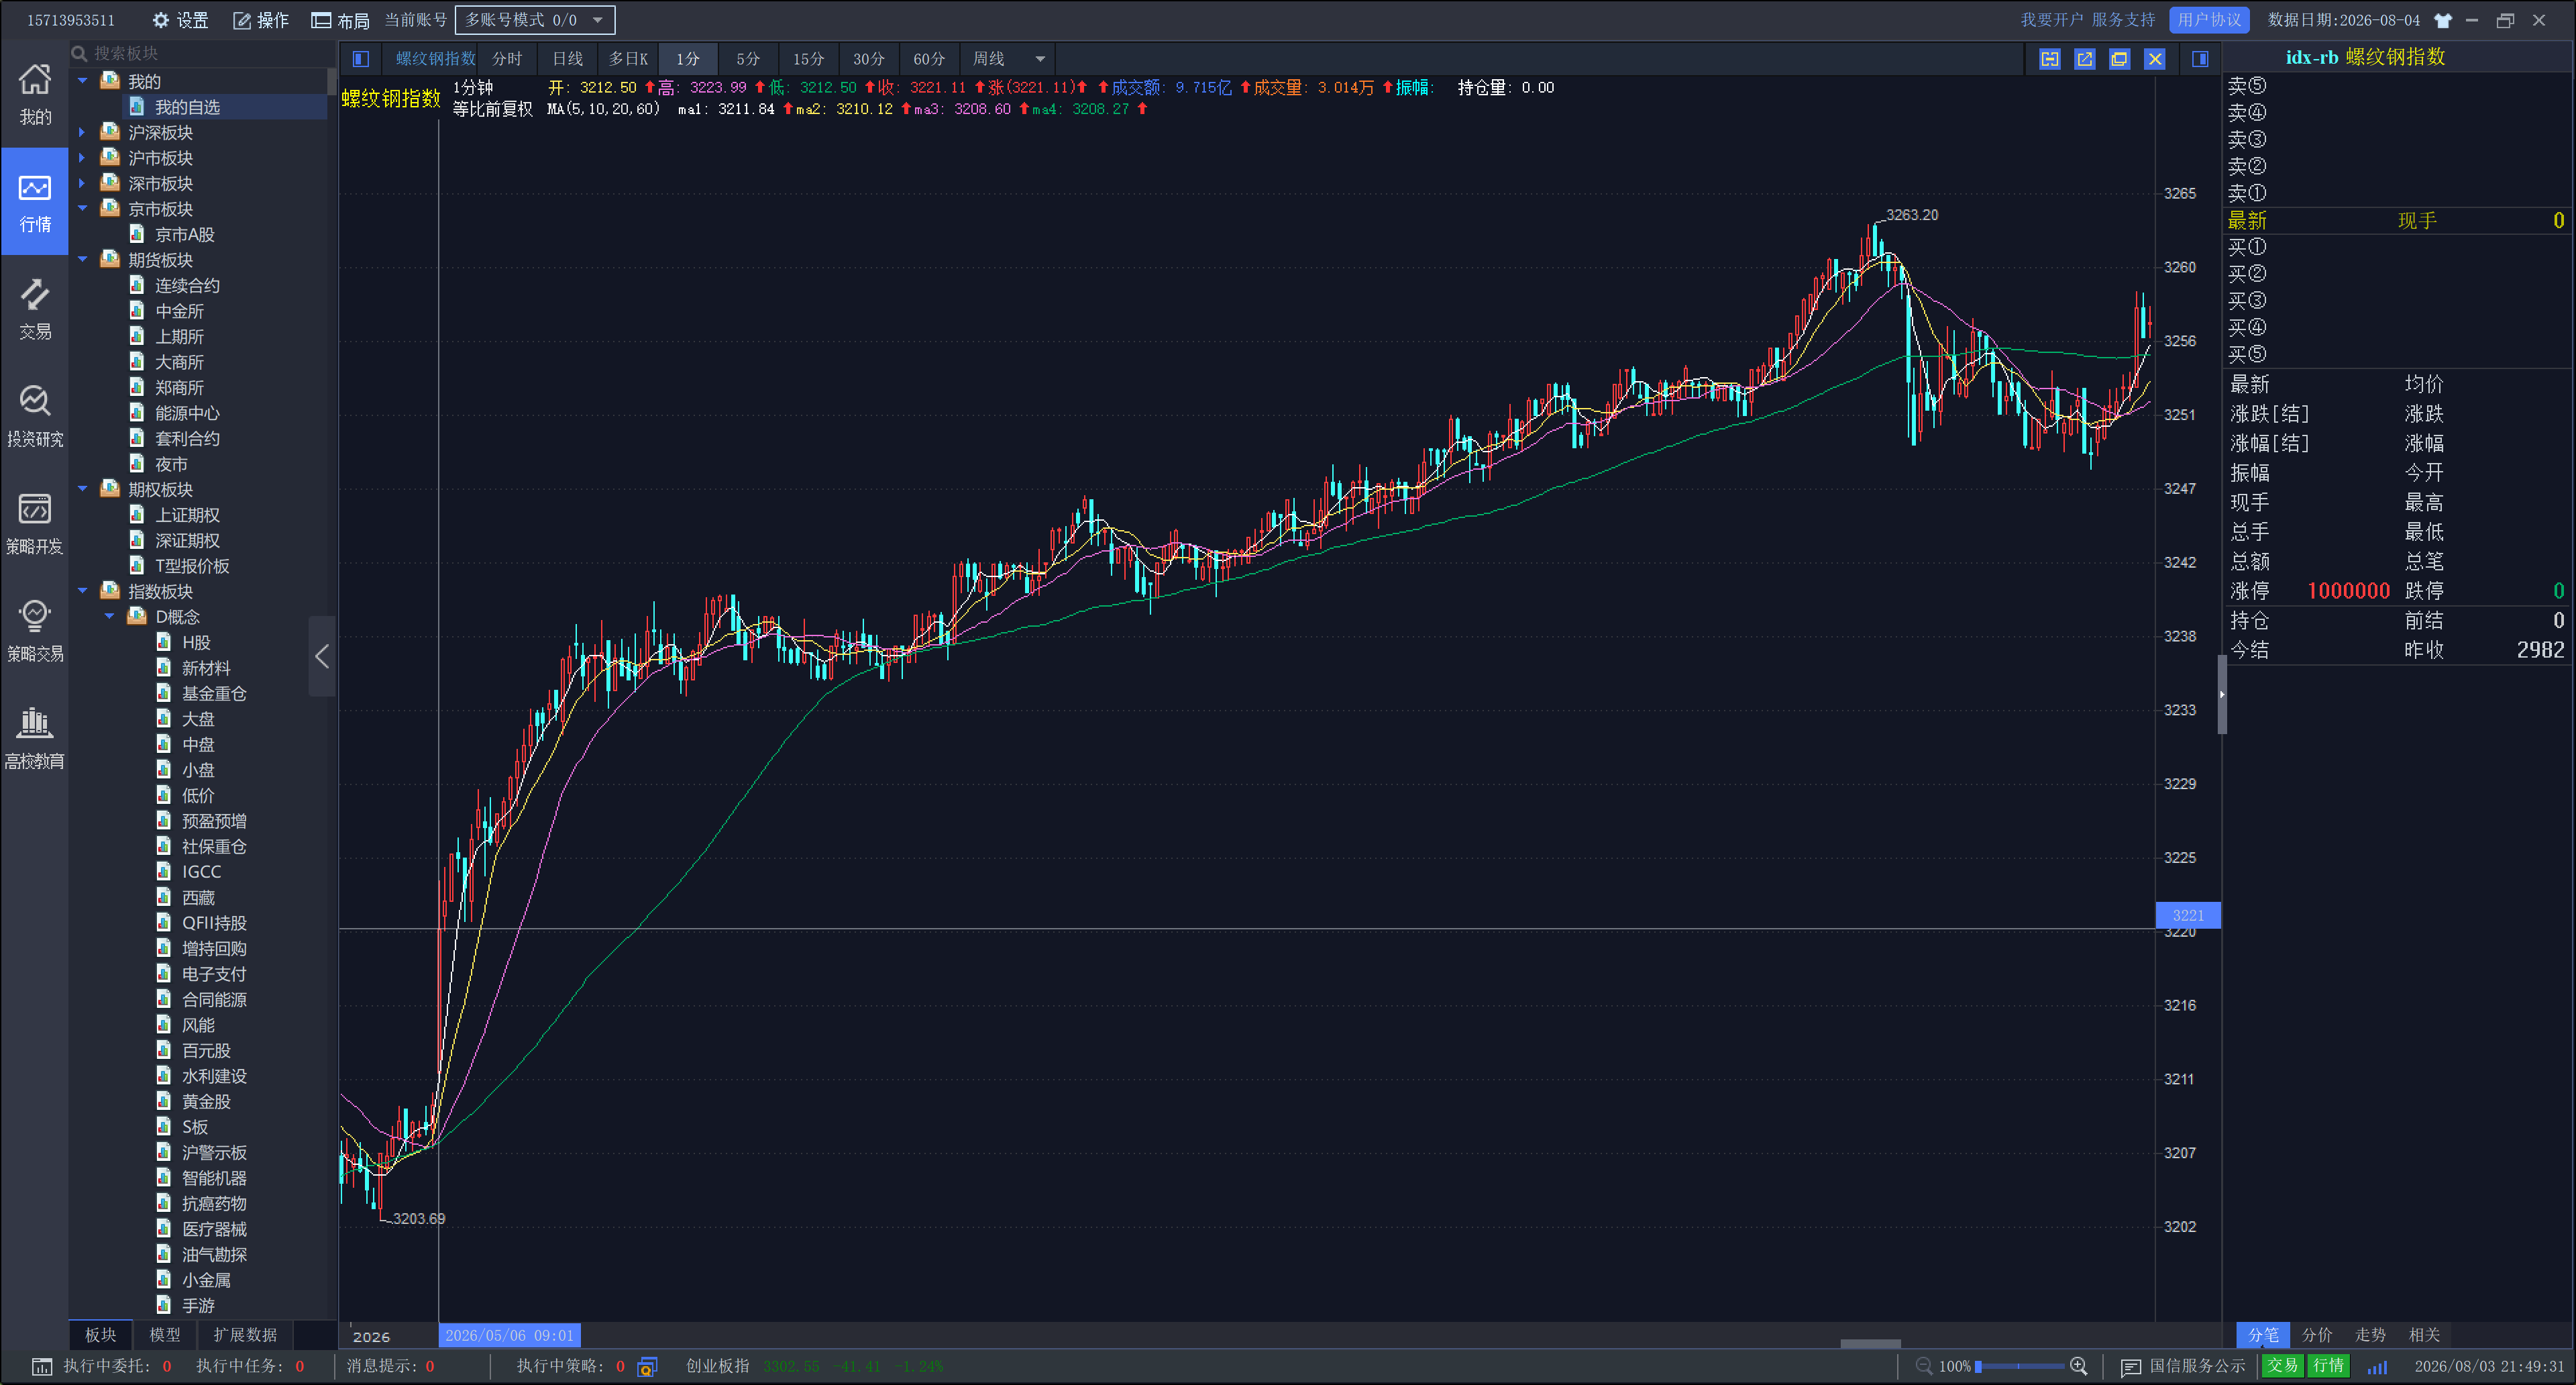 15713953511 设置 操作 布局 当前账号 多账号模式 0/0 我要开户 服务支持 用户协议 数据日期:2026-08-04
我的
行情
交易
投资研究
策略开发
策略交易
高校教育
搜索板块
我的
我的自选
沪深板块
沪市板块
深市板块
京市板块
京市A股
期货板块
连续合约
中金所
上期所
大商所
郑商所
能源中心
套利合约
夜市
期权板块
上证期权
深证期权
T型报价板
指数板块
D概念
H股
新材料
基金重仓
大盘
中盘
小盘
低价
预盈预增
社保重仓
IGCC
西藏
QFII持股
增持回购
电子支付
合同能源
风能
百元股
水利建设
黄金股
S板
沪警示板
智能机器
抗癌药物
医疗器械
油气勘探
小金属
手游
板块 模型 扩展数据
螺纹钢指数 分时 日线 多日K 1分 5分 15分 30分 60分 周线
螺纹钢指数
1分钟 开: 3212.50 高: 3223.99 低: 3212.50 收: 3221.11 涨(3221.11) 成交额: 9.715亿 成交量: 3.014万 振幅: 持仓量: 0.00
等比前复权 MA(5,10,20,60) ma1: 3211.84 ma2: 3210.12 ma3: 3208.60 ma4: 3208.27
3263.20
3203.69
3265
3260
3256
3251
3247
3242
3238
3233
3229
3225
3221
3220
3216
3211
3207
3202
2026 2026/05/06 09:01
idx-rb 螺纹钢指数
卖⑤
卖④
卖③
卖②
卖①
最新 现手 0
买①
买②
买③
买④
买⑤
最新 均价
涨跌[结] 涨跌
涨幅[结] 涨幅
振幅 今开
现手 最高
总手 最低
总额 总笔
涨停 1000000 跌停 0
持仓 前结 0
今结 昨收 2982
分笔 分价 走势 相关
执行中委托: 0 执行中任务: 0 消息提示: 0 执行中策略: 0 创业板指 3302.55 -41.41 -1.24% 100% 国信服务公示 交易 行情 2026/08/03 21:49:31